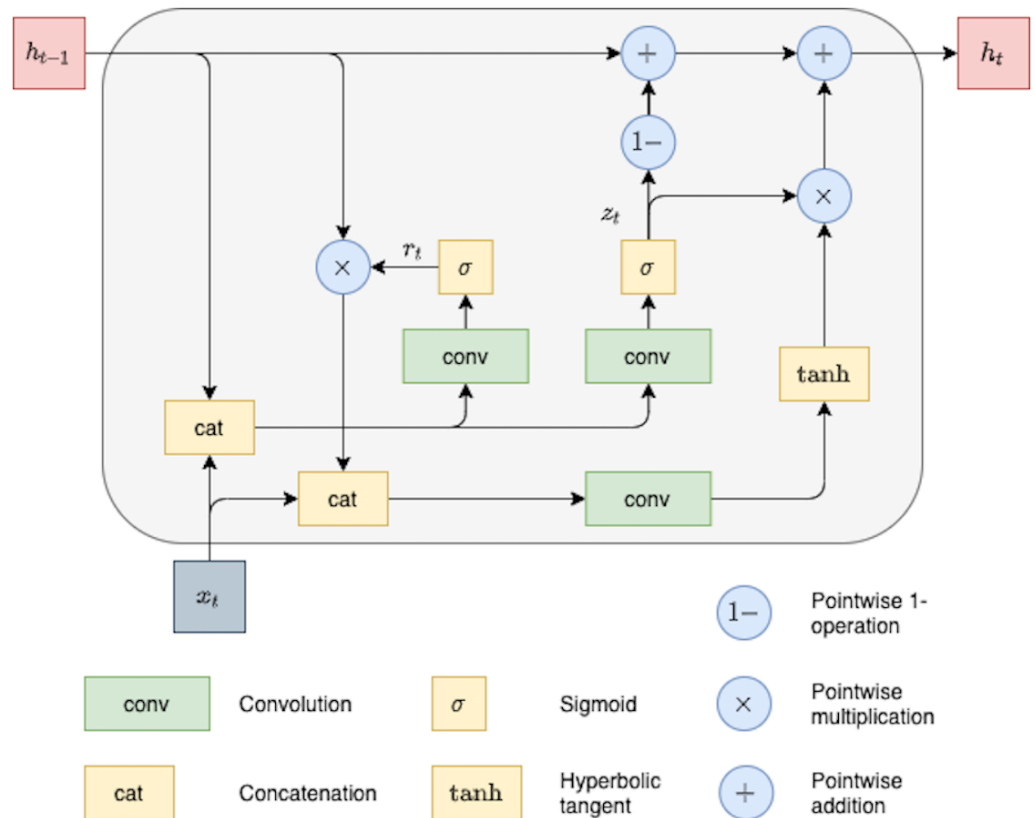 h_{t-1}
+
+
h_t
1−
z_t
×
×
r_t
σ
σ
conv
conv
tanh
cat
cat
conv
x_t
1−
Pointwise 1-
operation
conv
Convolution
σ
Sigmoid
×
Pointwise
multiplication
cat
Concatenation
tanh
Hyperbolic
tangent
+
Pointwise
addition